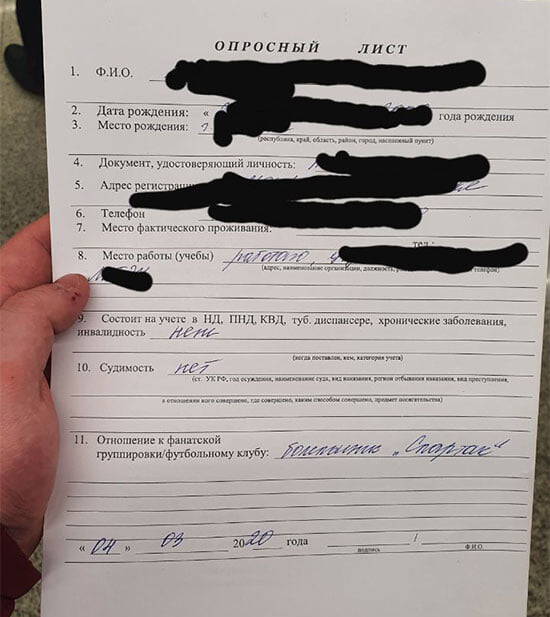 ОПРОСНЫЙ ЛИСТ
1. Ф.И.О.
2. Дата рождения: « года рождения
3. Место рождения:
(республика, край, область, район, город, населенный пункт)
4. Документ, удостоверяющий личность:
5. Адрес регистрации
6. Телефон
7. Место фактического проживания:
тел.:
8. Место работы (учебы) работаю,
(адрес, наименование организации, должность, телефон)
9. Состоит на учете в НД, ПНД, КВД, туб. диспансере, хронические заболевания,
инвалидность нет
(когда поставлен, кем, категория учета)
10. Судимость нет
(ст. УК РФ, год осуждения, наименование суда, вид наказания, регион отбывания наказания, вид преступления,
в отношении кого совершено, где совершено, каким способом совершено, предмет посягательства)
11. Отношение к фанатской
группировки/футбольному клубу: болельщик „Спартак“
« 04 » 03 2020 года /
подпись Ф.И.О.